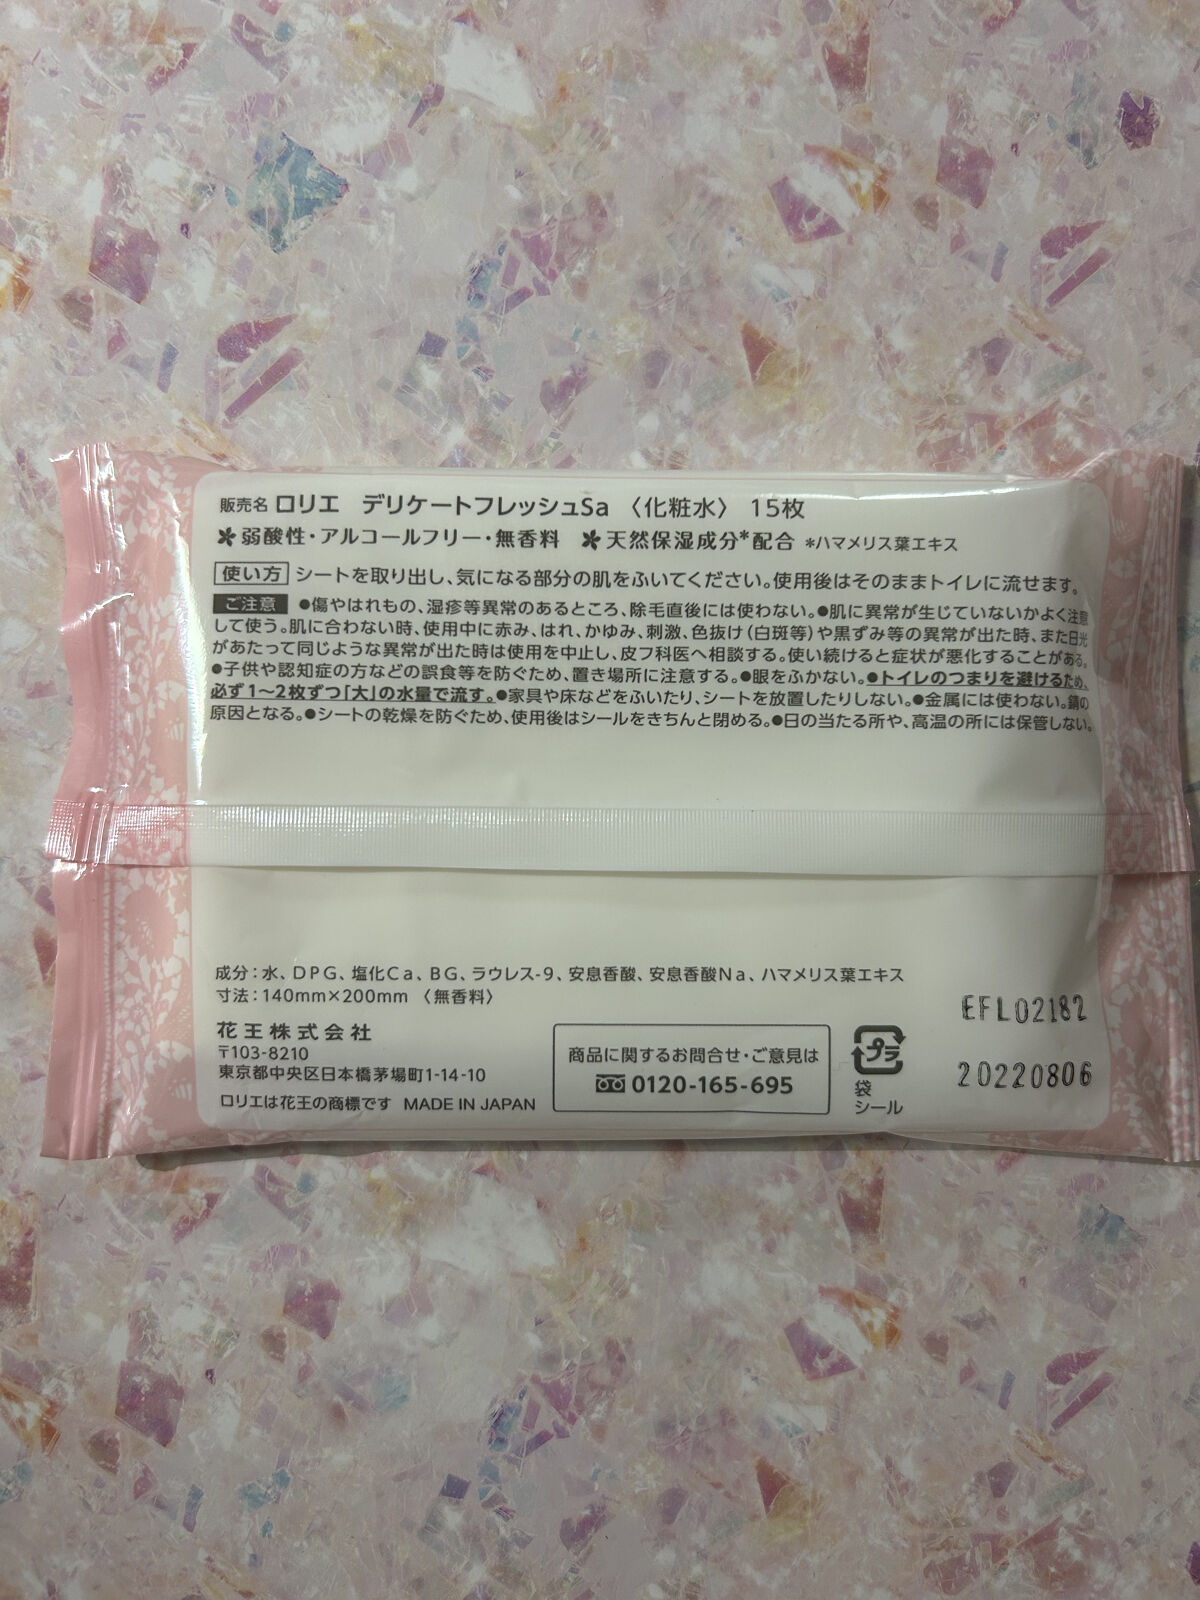 販売名 ロリエ デリケートフレッシュSa 〈化粧水〉 15枚
弱酸性・アルコールフリー・無香料 天然保湿成分*配合 *ハマメリス葉エキス
使い方 シートを取り出し、気になる部分の肌をふいてください。使用後はそのままトイレに流せます。
ご注意 ●傷やはれもの、湿疹等異常のあるところ、除毛直後には使わない。●肌に異常が生じていないかよく注意
して使う。肌に合わない時、使用中に赤み、はれ、かゆみ、刺激、色抜け（白斑等）や黒ずみ等の異常が出た時、また日光
があたって同じような異常が出た時は使用を中止し、皮フ科医へ相談する。使い続けると症状が悪化することがある。
●子供や認知症の方などの誤食等を防ぐため、置き場所に注意する。●眼をふかない。●トイレのつまりを避けるため、
必ず1～2枚ずつ「大」の水量で流す。●家具や床などをふいたり、シートを放置したりしない。●金属には使わない。錆の
原因となる。●シートの乾燥を防ぐため、使用後はシールをきちんと閉める。●日の当たる所や、高温の所には保管しない。
成分：水、DPG、塩化Ca、BG、ラウレス-9、安息香酸、安息香酸Na、ハマメリス葉エキス
寸法：140mm×200mm 〈無香料〉
花王株式会社
〒103-8210
東京都中央区日本橋茅場町1-14-10
ロリエは花王の商標です MADE IN JAPAN
商品に関するお問合せ・ご意見は
0120-165-695
プラ
袋
シール
EFL02182
20220806